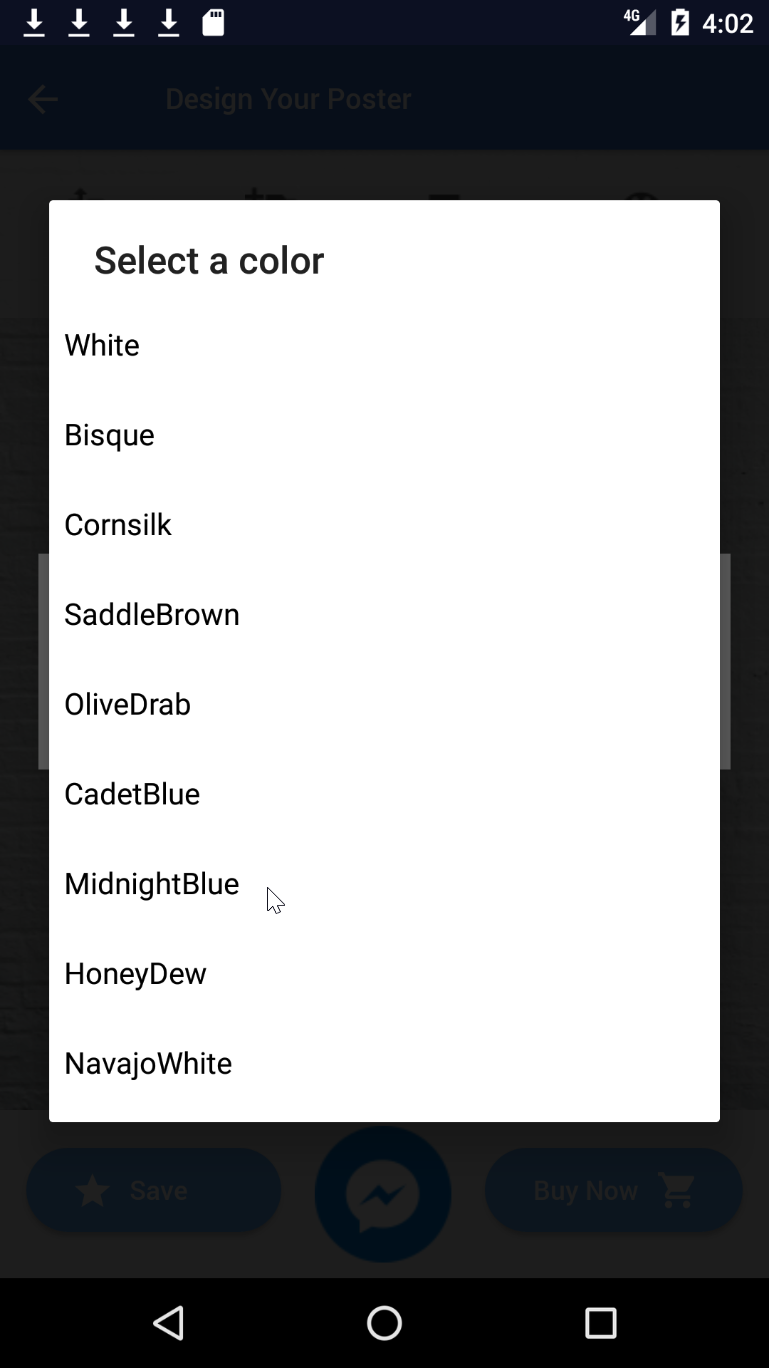 4G 4:02
Design Your Poster
Select a color
White
Bisque
Cornsilk
SaddleBrown
OliveDrab
CadetBlue
MidnightBlue
HoneyDew
NavajoWhite
Save Buy Now